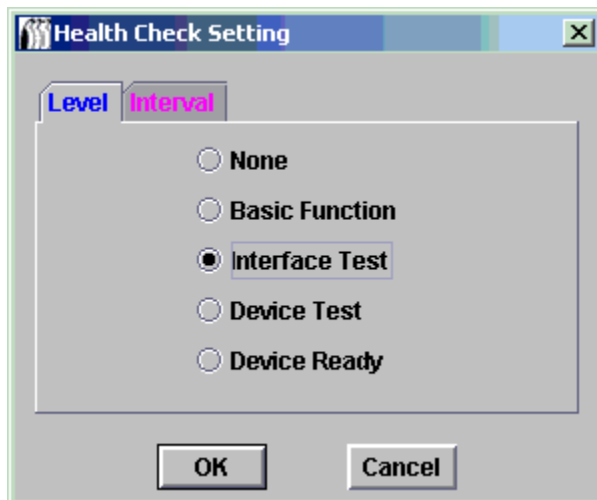 Health Check Setting
Level Interval
None
Basic Function
Interface Test
Device Test
Device Ready
OK Cancel